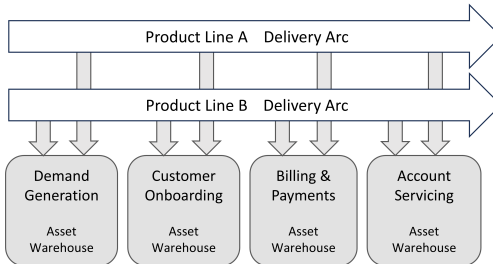 Product Line A Delivery Arc
Product Line B Delivery Arc
Demand
Generation
Asset
Warehouse
Customer
Onboarding
Asset
Warehouse
Billing &
Payments
Asset
Warehouse
Account
Servicing
Asset
Warehouse